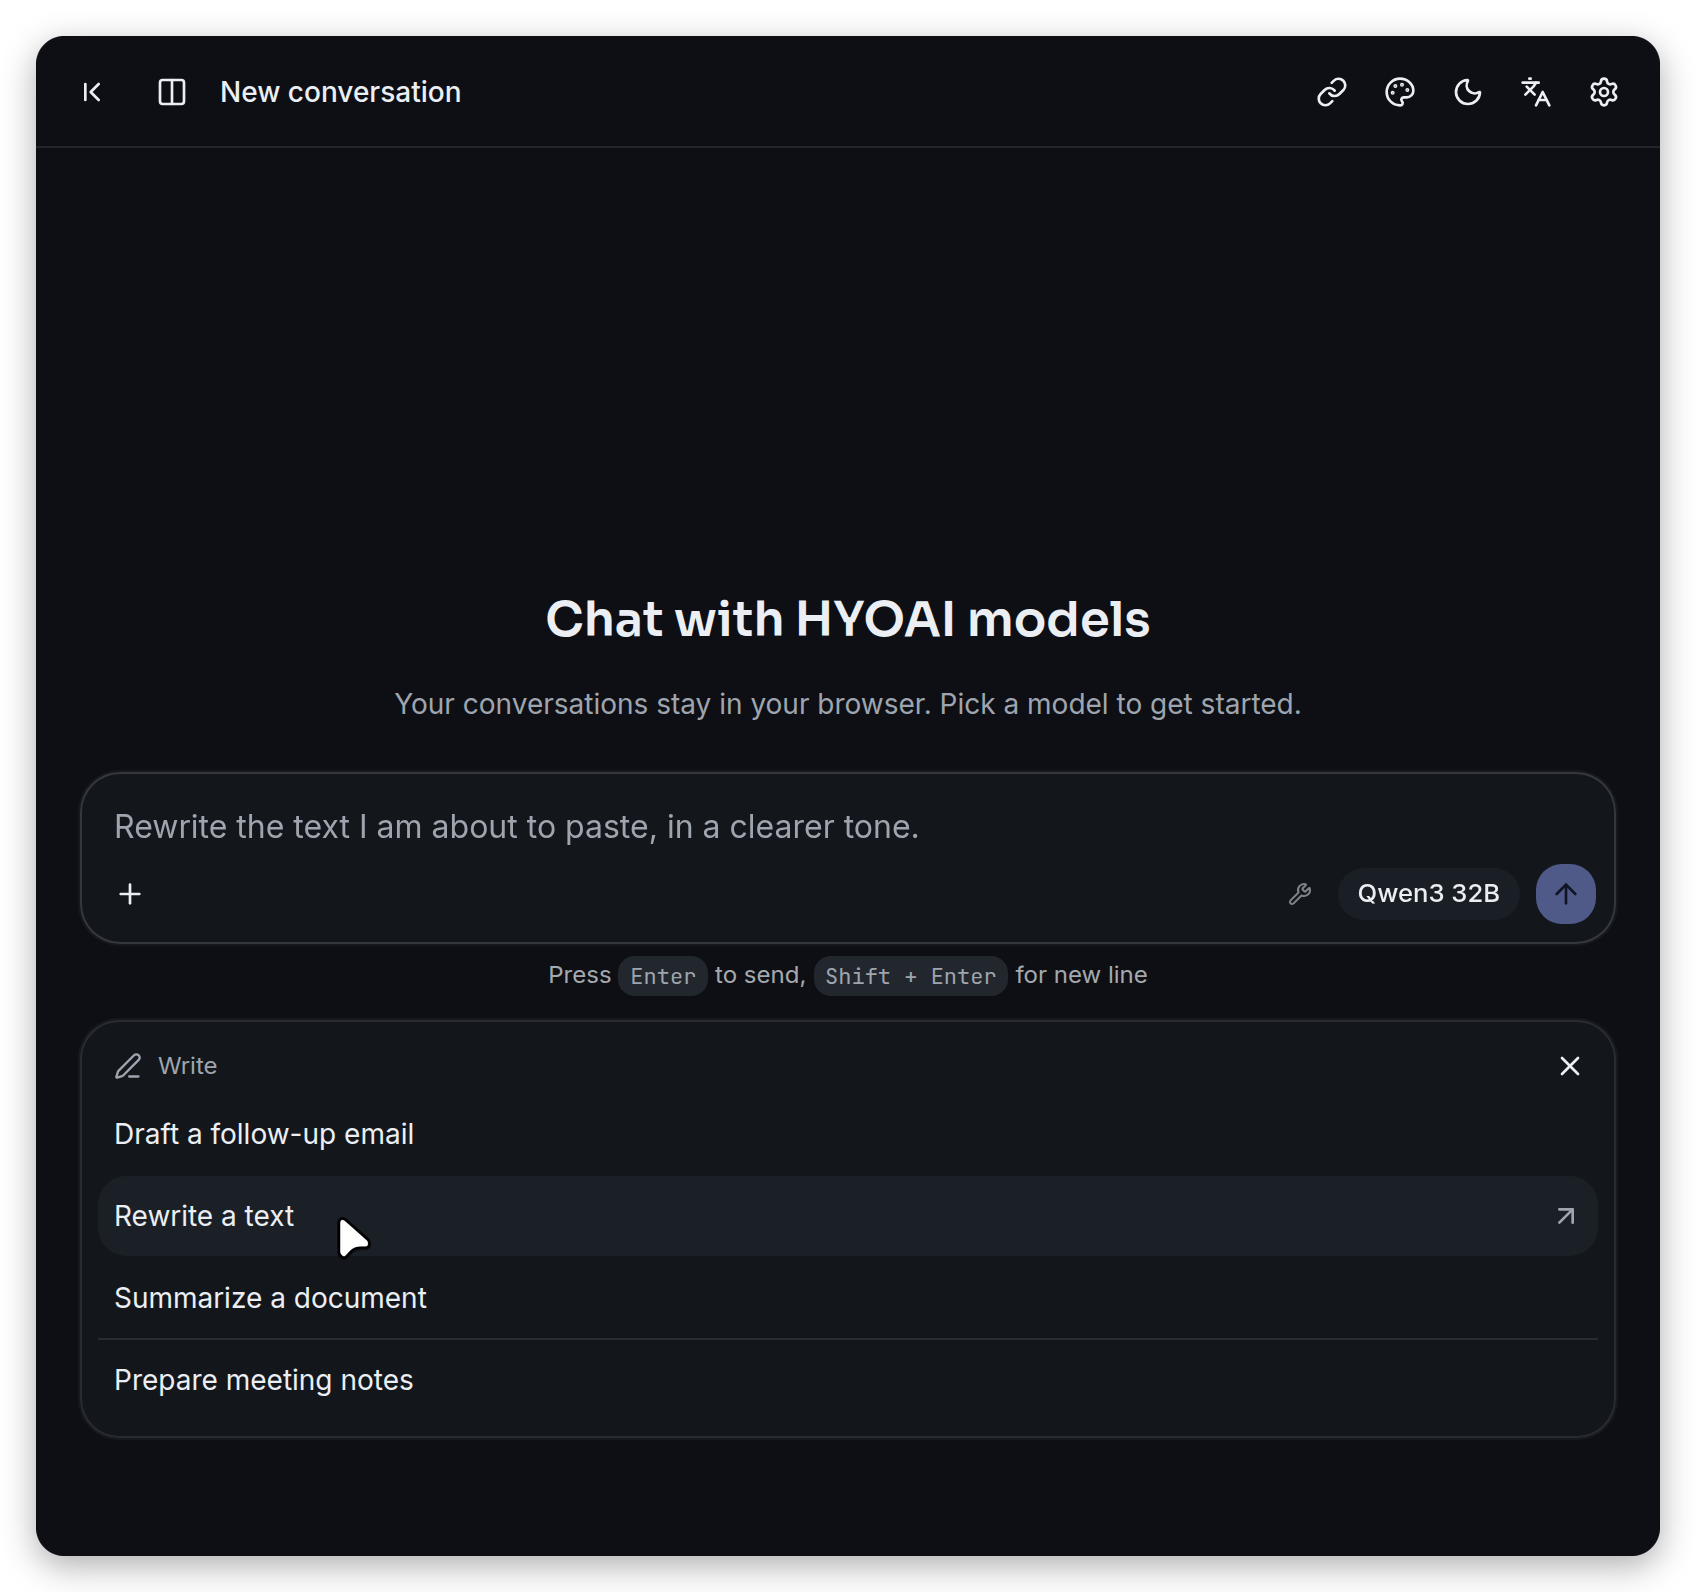 New conversation
Chat with HYOAI models
Your conversations stay in your browser. Pick a model to get started.
Rewrite the text I am about to paste, in a clearer tone.
Qwen3 32B
Press Enter to send, Shift + Enter for new line
Write
Draft a follow-up email
Rewrite a text
Summarize a document
Prepare meeting notes